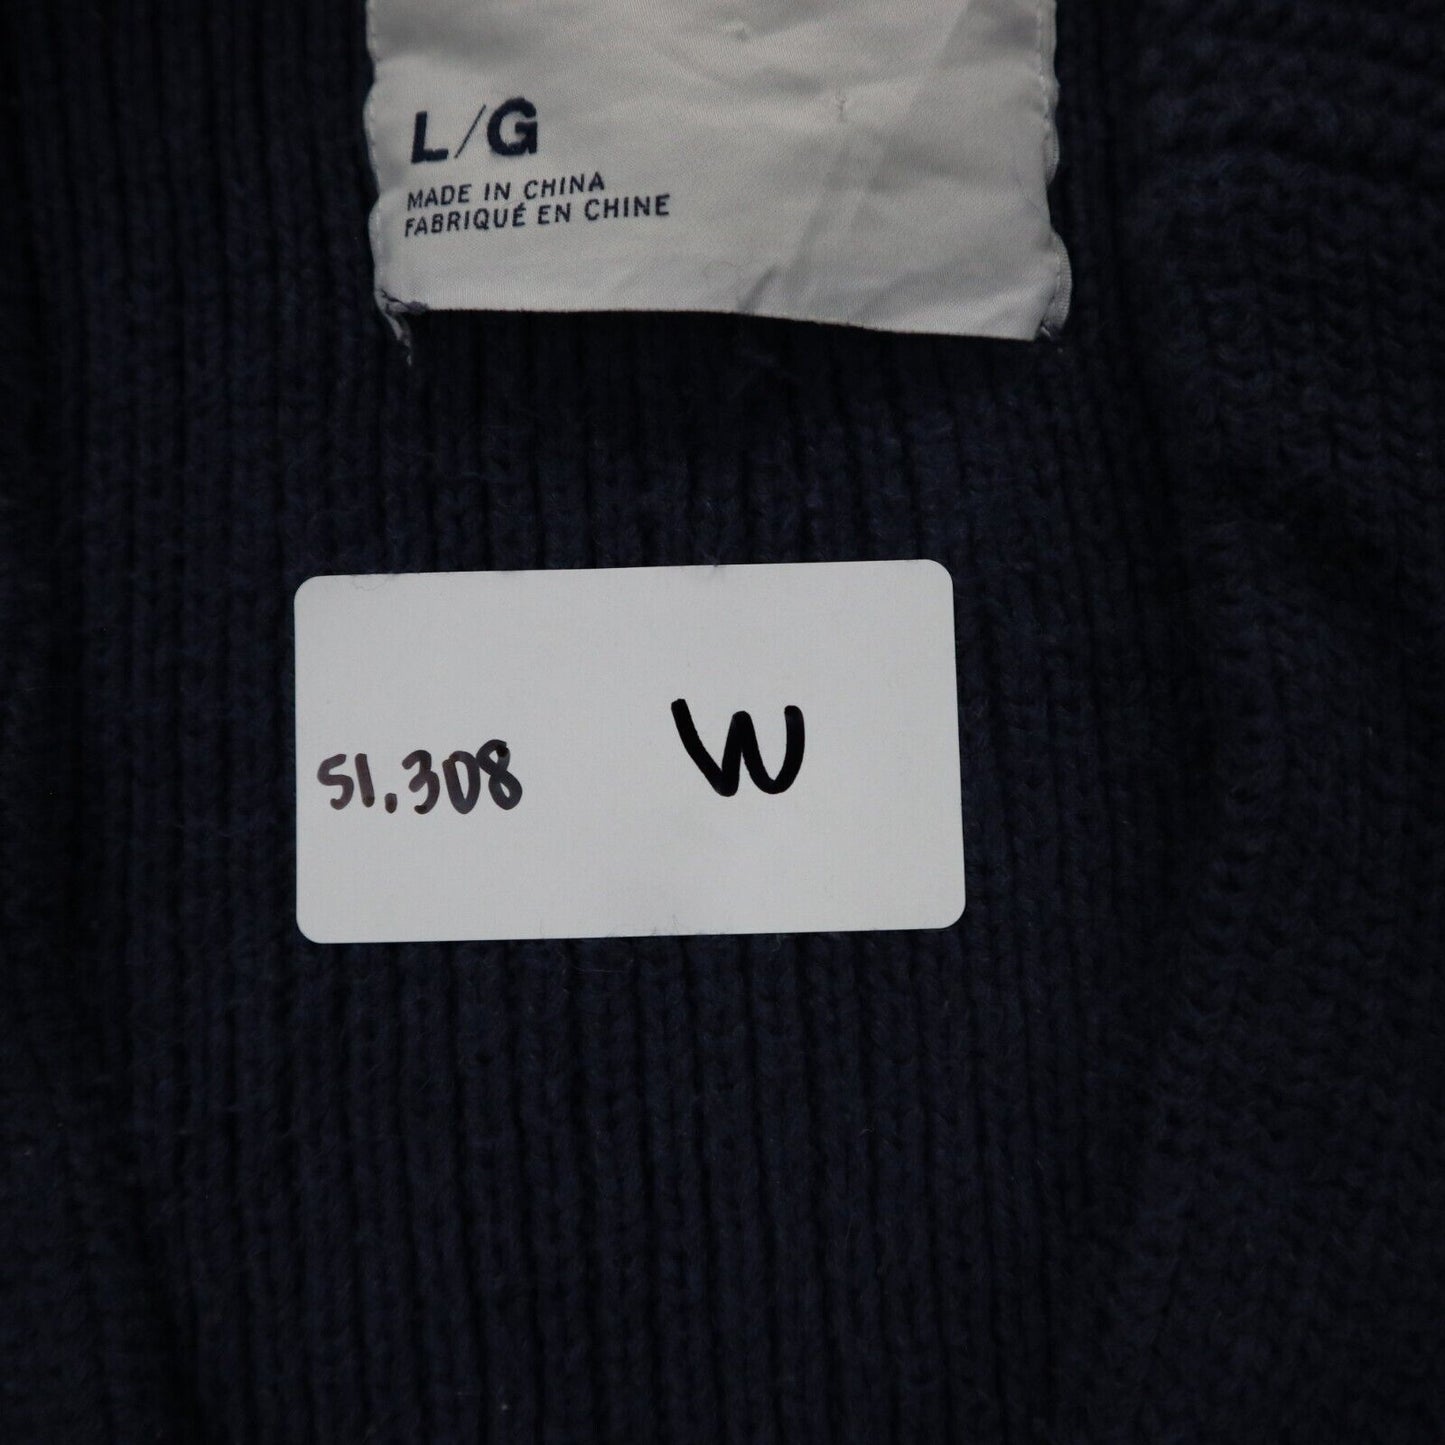 L/G
MADE IN CHINA
FABRIQUÉ EN CHINE
51.308 W